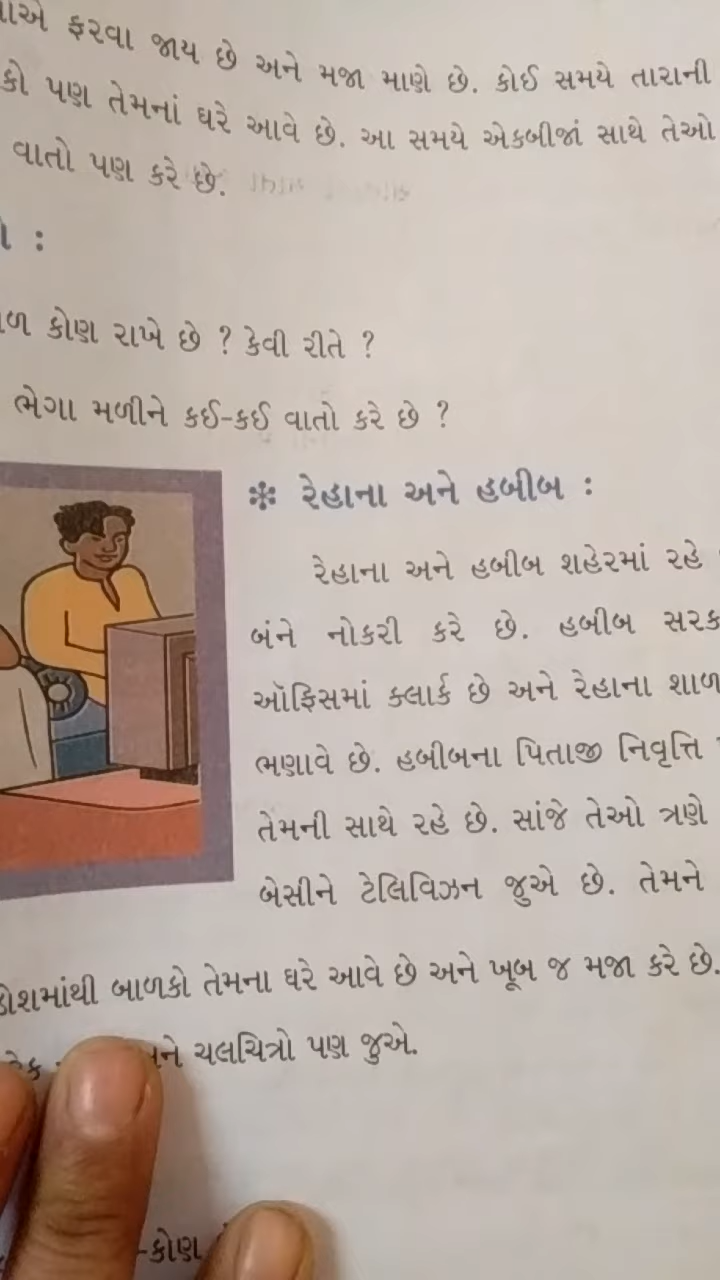 ફરવા જાય છે અને મજા માણે છે. કોઈ સમયે તારાની
પણ તેમનાં ઘરે આવે છે. આ સમયે એકબીજાં સાથે તેઓ
વાતો પણ કરે છે.
:
કોણ રાખે છે ? કેવી રીતે ?
ભેગા મળીને કઈ-કઈ વાતો કરે છે ?
❇ રેહાના અને હબીબ :
રેહાના અને હબીબ શહેરમાં રહે
બંને નોકરી કરે છે. હબીબ
ઑફિસમાં ક્લાર્ક છે અને રેહાના
ભણાવે છે. હબીબના પિતાજી નિવૃત્તિ
તેમની સાથે રહે છે. સાંજે તેઓ ત્રણે
બેસીને ટેલિવિઝન જુએ છે. તેમને
બાળકો તેમના ઘરે આવે છે અને ખૂબ જ મજા કરે છે.
ચલચિત્રો પણ જુએ.
-કોણ